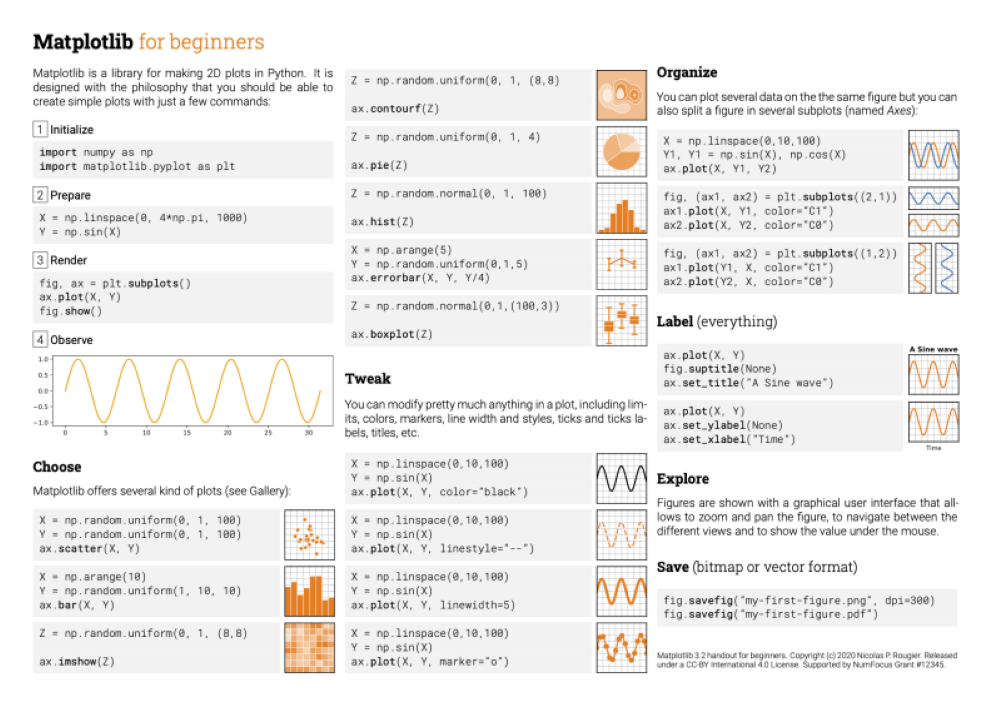 Matplotlib for beginners
Matplotlib is a library for making 2D plots in Python. It is
designed with the philosophy that you should be able to
create simple plots with just a few commands:
1 Initialize
import numpy as np
import matplotlib.pyplot as plt
2 Prepare
X = np.linspace(0, 4*np.pi, 1000)
Y = np.sin(X)
3 Render
fig, ax = plt.subplots()
ax.plot(X, Y)
fig.show()
4 Observe
1.0
0.5
0.0
−0.5
−1.0
0 5 10 15 20 25 30
Choose
Matplotlib offers several kind of plots (see Gallery):
X = np.random.uniform(0, 1, 100)
Y = np.random.uniform(0, 1, 100)
ax.scatter(X, Y)
X = np.arange(10)
Y = np.random.uniform(1, 10, 10)
ax.bar(X, Y)
Z = np.random.uniform(0, 1, (8,8)
ax.imshow(Z)
Z = np.random.uniform(0, 1, (8,8)
ax.contourf(Z)
Z = np.random.uniform(0, 1, 4)
ax.pie(Z)
Z = np.random.normal(0, 1, 100)
ax.hist(Z)
X = np.arange(5)
Y = np.random.uniform(0,1,5)
ax.errorbar(X, Y, Y/4)
Z = np.random.normal(0,1,(100,3))
ax.boxplot(Z)
Tweak
You can modify pretty much anything in a plot, including lim-
its, colors, markers, line width and styles, ticks and ticks la-
bels, titles, etc.
X = np.linspace(0,10,100)
Y = np.sin(X)
ax.plot(X, Y, color="black")
X = np.linspace(0,10,100)
Y = np.sin(X)
ax.plot(X, Y, linestyle="--")
X = np.linspace(0,10,100)
Y = np.sin(X)
ax.plot(X, Y, linewidth=5)
X = np.linspace(0,10,100)
Y = np.sin(X)
ax.plot(X, Y, marker="o")
Organize
You can plot several data on the the same figure but you can
also split a figure in several subplots (named Axes):
X = np.linspace(0,10,100)
Y1, Y1 = np.sin(X), np.cos(X)
ax.plot(X, Y1, Y2)
fig, (ax1, ax2) = plt.subplots((2,1))
ax1.plot(X, Y1, color="C1")
ax2.plot(X, Y2, color="C0")
fig, (ax1, ax2) = plt.subplots((1,2))
ax1.plot(Y1, X, color="C1")
ax2.plot(Y2, X, color="C0")
Label (everything)
ax.plot(X, Y)
fig.suptitle(None)
ax.set_title("A Sine wave")
A Sine wave
ax.plot(X, Y)
ax.set_ylabel(None)
ax.set_xlabel("Time")
Time
Explore
Figures are shown with a graphical user interface that al-
lows to zoom and pan the figure, to navigate between the
different views and to show the value under the mouse.
Save (bitmap or vector format)
fig.savefig("my-first-figure.png", dpi=300)
fig.savefig("my-first-figure.pdf")
Matplotlib 3.2 handout for beginners. Copyright (c) 2020 Nicolas P. Rougier. Released
under a CC-BY International 4.0 License. Supported by NumFocus Grant #12345.